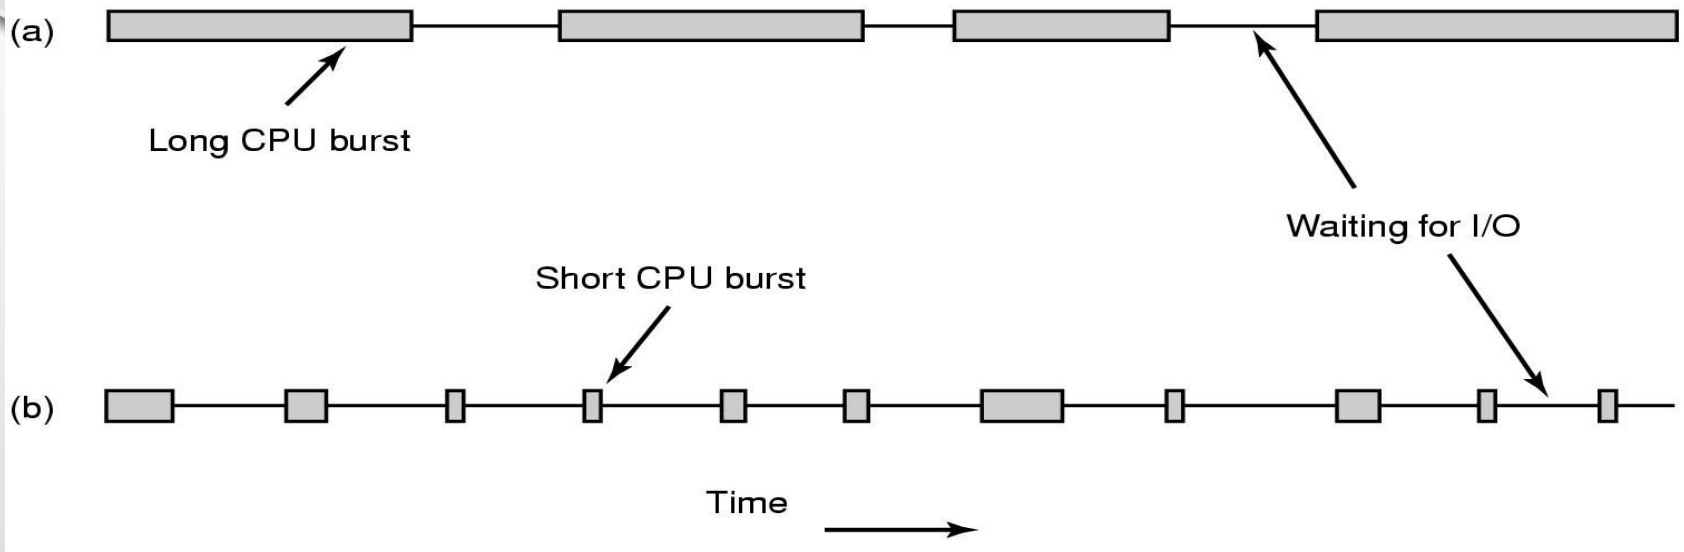 (a)
Long CPU burst
Waiting for I/O
Short CPU burst
(b)
Time